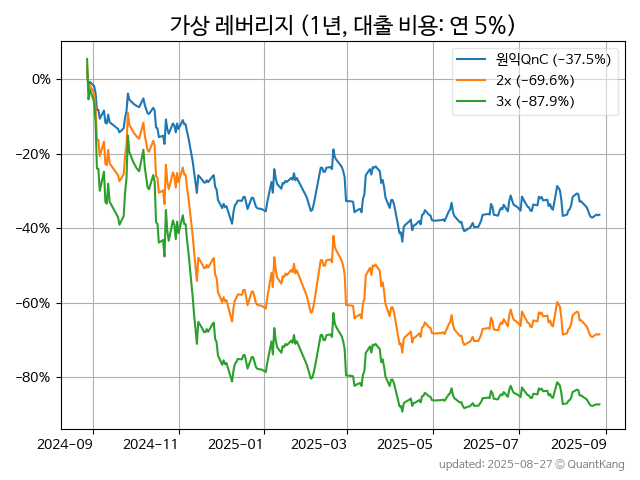 가상 레버리지 (1년, 대출 비용: 연 5%)
원익QnC (−37.5%)
2x (−69.6%)
3x (−87.9%)
0%
−20%
−40%
−60%
−80%
2024-09 2024-11 2025-01 2025-03 2025-05 2025-07 2025-09
updated: 2025-08-27 © QuantKang